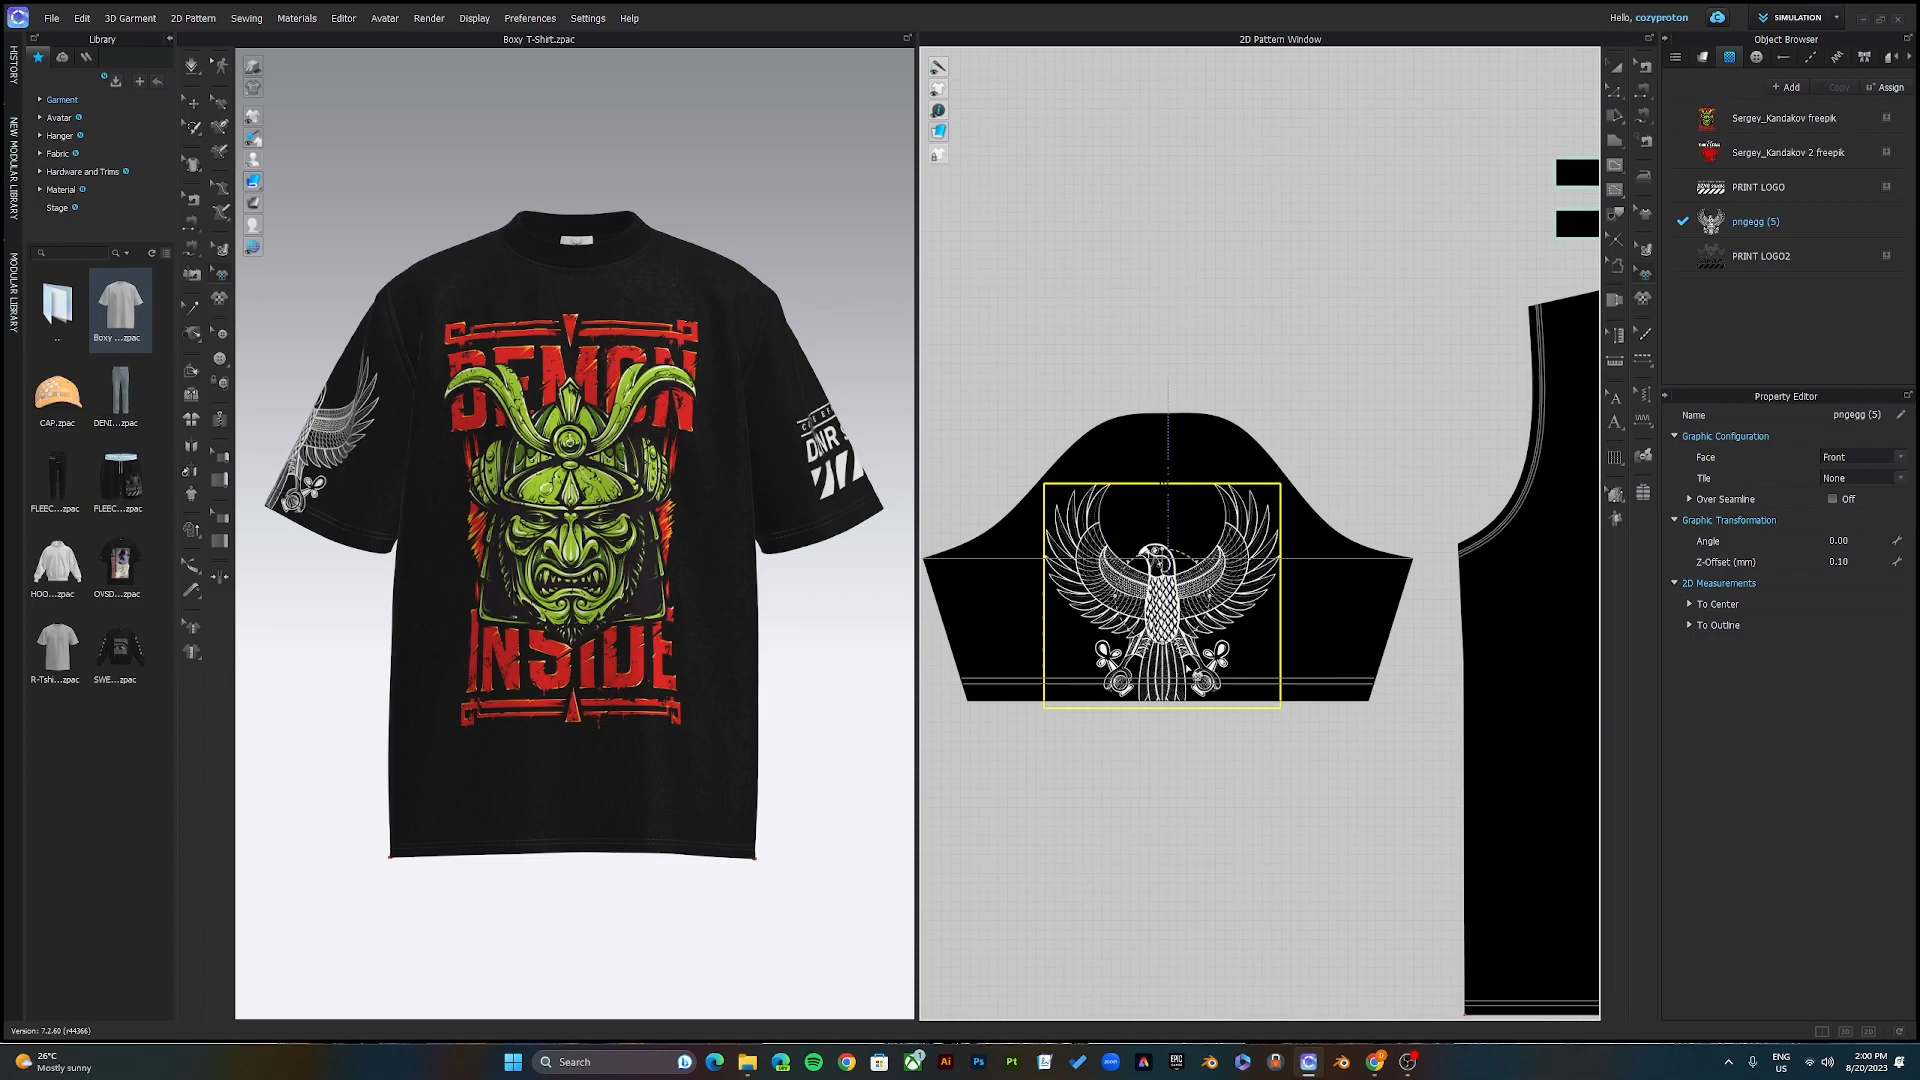 File Edit 3D Garment 2D Pattern Sewing Materials Editor Avatar Render Display Preferences Settings Help
Hello, cozyproton
SIMULATION
Library
Boxy T-Shirt.zpac
2D Pattern Window
Object Browser
HISTORY
NEW MODULAR LIBRARY
MODULAR LIBRARY
Garment
Avatar
Hanger
Fabric
Hardware and Trims
Material
Stage
..
Boxy ....zpac
CAP.zpac
DENI....zpac
FLEEC...zpac
FLEEC...zpac
HOO....zpac
OVSD...zpac
R-Tshi...zpac
SWE...zpac
DEMON
INSIDE
+ Add
Copy
Assign
Sergey_Kandakov freepik
Sergey_Kandakov 2 freepik
PRINT LOGO
pngegg (5)
PRINT LOGO2
Property Editor
Name pngegg (5)
Graphic Configuration
Face Front
Tile None
Over Seamline Off
Graphic Transformation
Angle 0.00
Z-Offset (mm) 0.10
2D Measurements
To Center
To Outline
Version: 7.2.60 (r44366)
3D
2D
26°C
Mostly sunny
Search
ENG
US
2:00 PM
8/20/2023